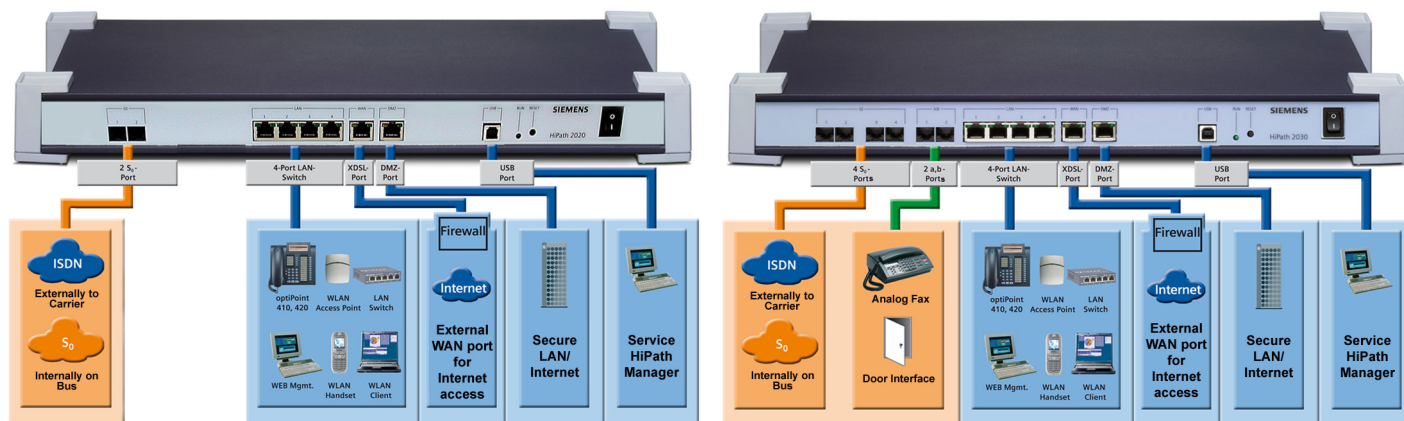 S0 LAN WAN DMZ USB RUN RESET
1 2 1 2 3 4
SIEMENS
HiPath 2020
2 S₀-
Port
4-Port LAN-
Switch
XDSL-
Port
DMZ-
Port
USB
Port
ISDN
Externally to
Carrier
S₀
Internally on
Bus
optiPoint
410, 420
WLAN
Access Point
LAN
Switch
WEB Mgmt.
WLAN
Handset
WLAN
Client
Firewall
Internet
External
WAN port
for
Internet
access
Secure
LAN/
Internet
Service
HiPath
Manager
LAN WAN DMZ USB RUN RESET
SIEMENS
HiPath 2030
4 S₀-
Ports
2 a,b-
Ports
4-Port LAN-
Switch
XDSL-
Port
DMZ-
Port
USB
Port
ISDN
Externally to
Carrier
S₀
Internally on
Bus
Analog Fax
Door Interface
optiPoint
410, 420
WLAN
Access Point
LAN
Switch
WEB Mgmt.
WLAN
Handset
WLAN
Client
Firewall
Internet
External
WAN port
for
Internet
access
Secure
LAN/
Internet
Service
HiPath
Manager